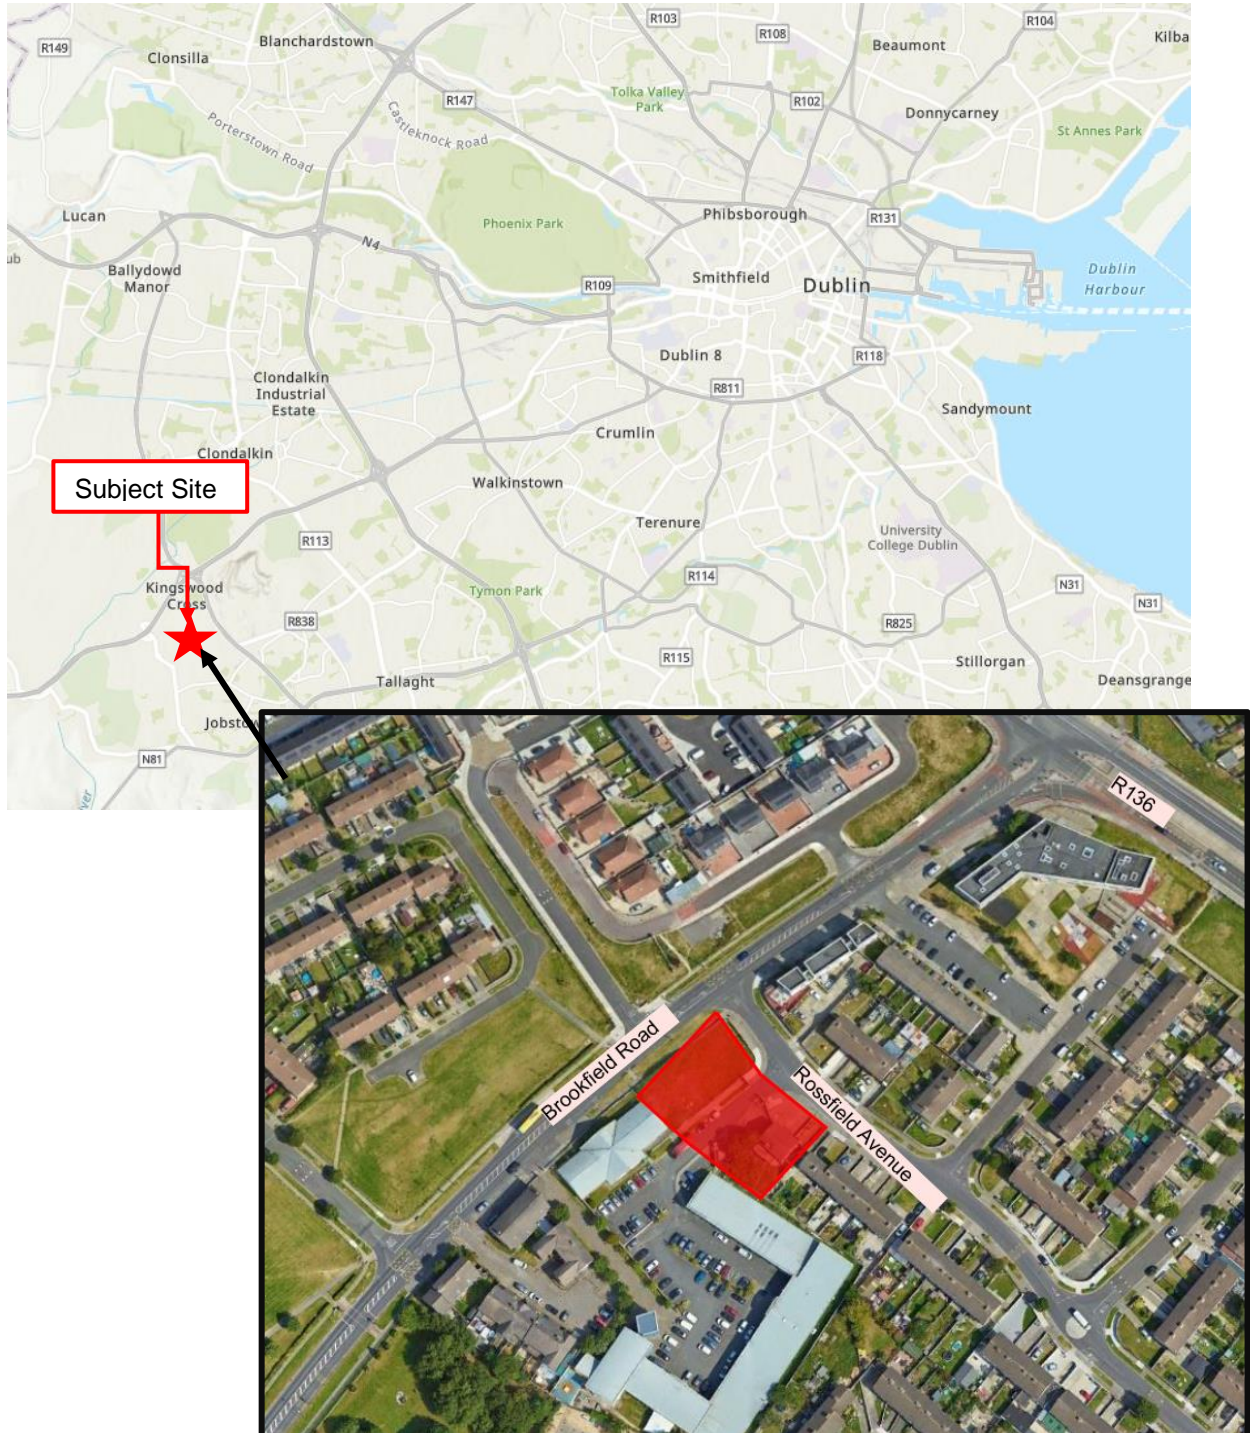 R103
R104
R149
Blanchardstown
R108
Kilba
Clonsilla
Beaumont
R147
Tolka Valley
Park
R102
Castleknock Road
Donnycarney
Porterstown Road
St Annes Park
Lucan
Phibsborough
R131
Phoenix Park
N4
ub
Ballydowd
Manor
Smithfield
Dublin
Dublin
Harbour
R109
Dublin 8
R118
Clondalkin
Industrial
Estate
R811
Sandymount
Crumlin
Clondalkin
Subject Site
Walkinstown
Terenure
University
College Dublin
R113
R114
Kingswood
Cross
Tymon Park
N31
N31
R838
R825
R115
Stillorgan
Tallaght
Deansgrange
Jobstow
N81
ver
R136
Brookfield Road
Rossfield Avenue